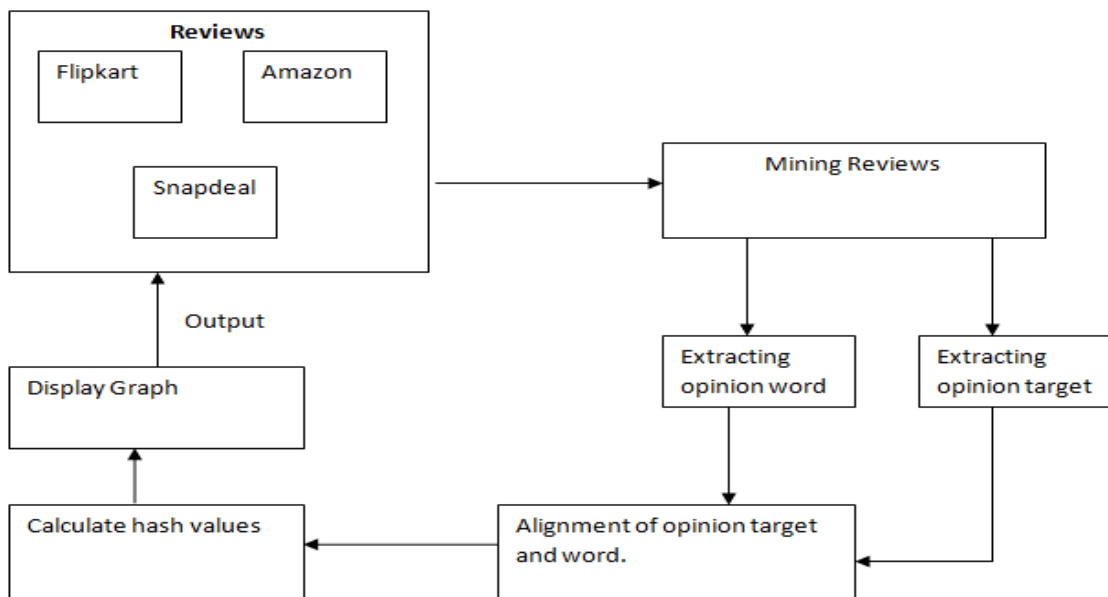 Reviews
Flipkart
Amazon
Snapdeal
Mining Reviews
Output
Extracting
opinion word
Extracting
opinion target
Display Graph
Calculate hash values
Alignment of opinion target
and word.